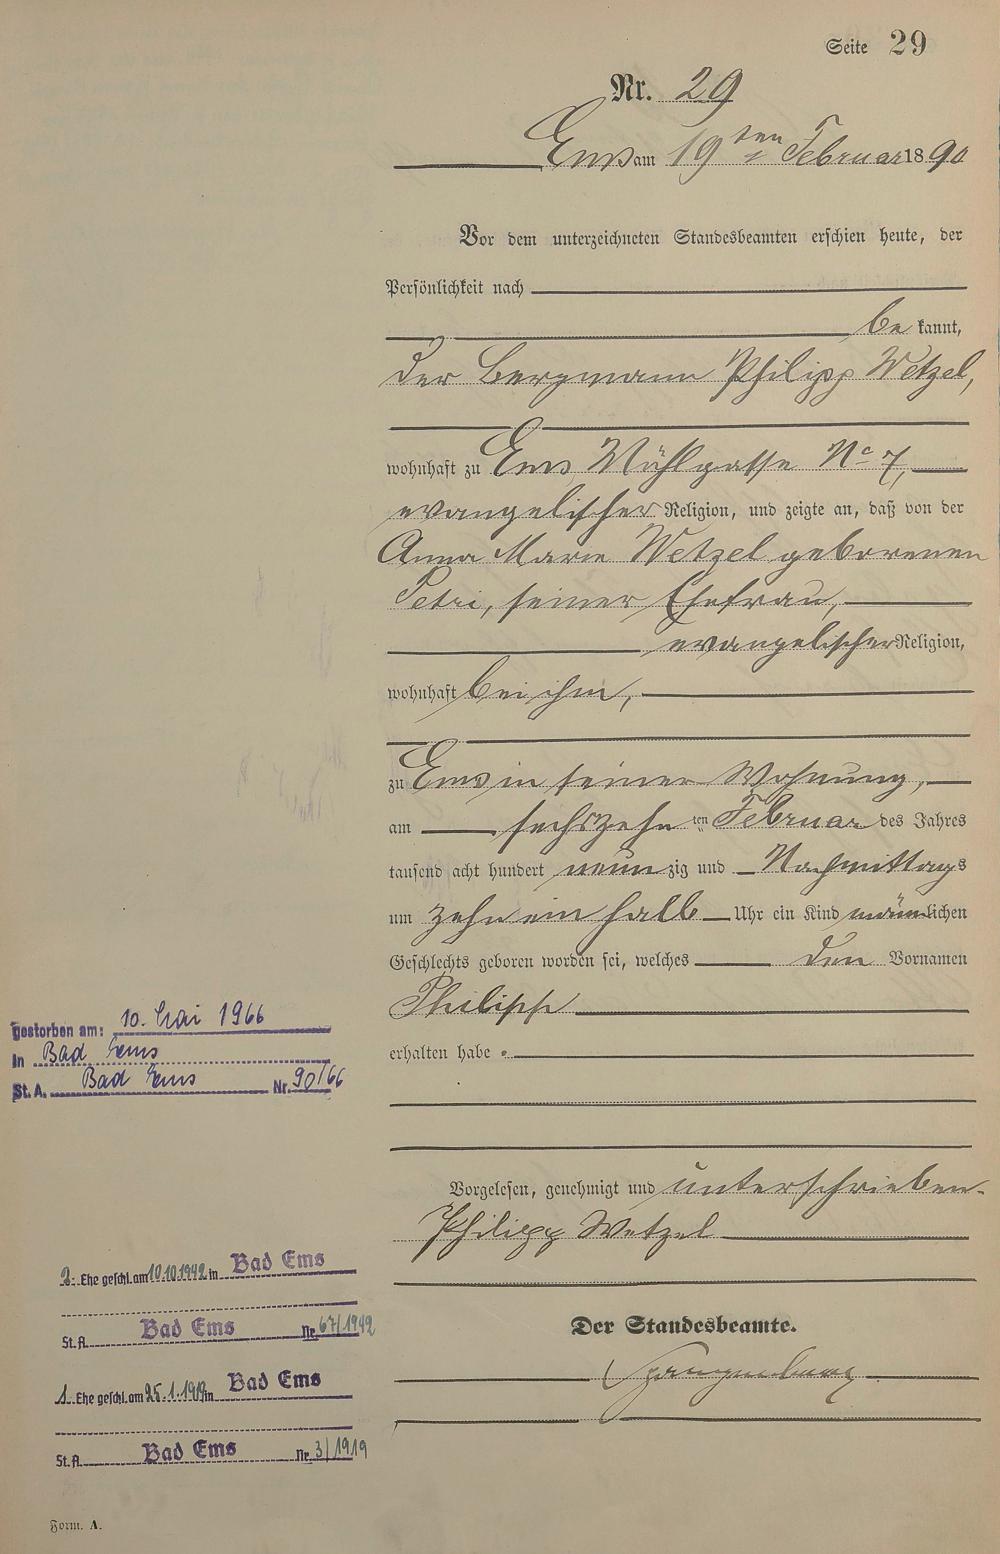 Seite 29
Nr. 29
Ems am 19ten Februar 1890
Vor dem unterzeichneten Standesbeamten erschien heute, der
Persönlichkeit nach
bekannt,
der Bergmann Philipp Wetzel,
wohnhaft zu Ems Mühlgasse No 7,
evangelischer Religion, und zeigte an, daß von der
Anna Marie Wetzel geborenen
Petri, seiner Ehefrau,
evangelischer Religion,
wohnhaft bei ihm,
zu Ems in seiner Wohnung,
am sechszehnten Februar des Jahres
tausend acht hundert neunzig und Nachmittags
um zehn ein halb Uhr ein Kind männlichen
Geschlechts geboren worden sei, welches den Vornamen
Philipp
erhalten habe.
Vorgelesen, genehmigt und unterschrieben.
Philipp Wetzel
Der Standesbeamte.
gestorben am: 10. Mai 1966
in Bad Ems
St. A. Bad Ems Nr. 90/66
2. Ehe geschl. am 10.10.1942 in Bad Ems
St. A. Bad Ems Nr. 67/1942
1. Ehe geschl. am 25.1.1919 in Bad Ems
St. A. Bad Ems Nr. 3/1919
Form. A.